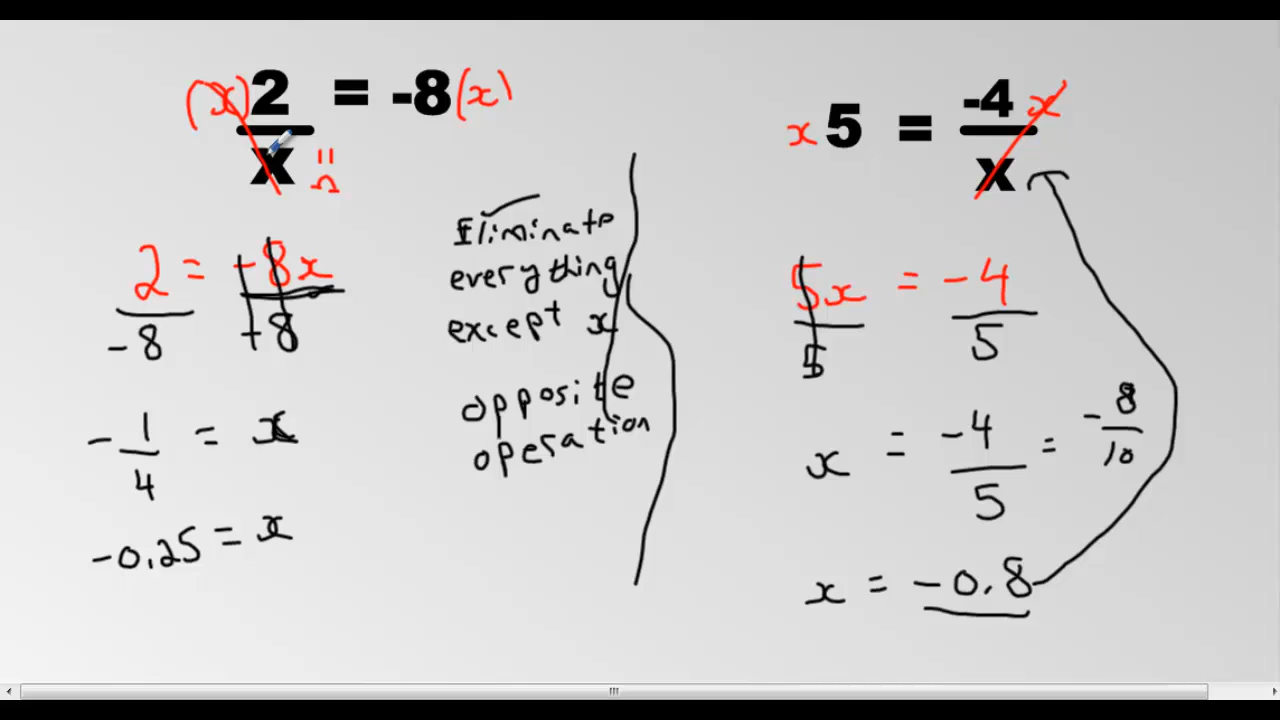 (x) 2/x = -8(x)
2 = -8x
-8 -8
-1/4 = x
-0.25 = x
Eliminate
everything
except x
opposite
operation
x 5 = -4/x x
5x = -4
5 5
x = -4/5 = -8/10
x = -0.8